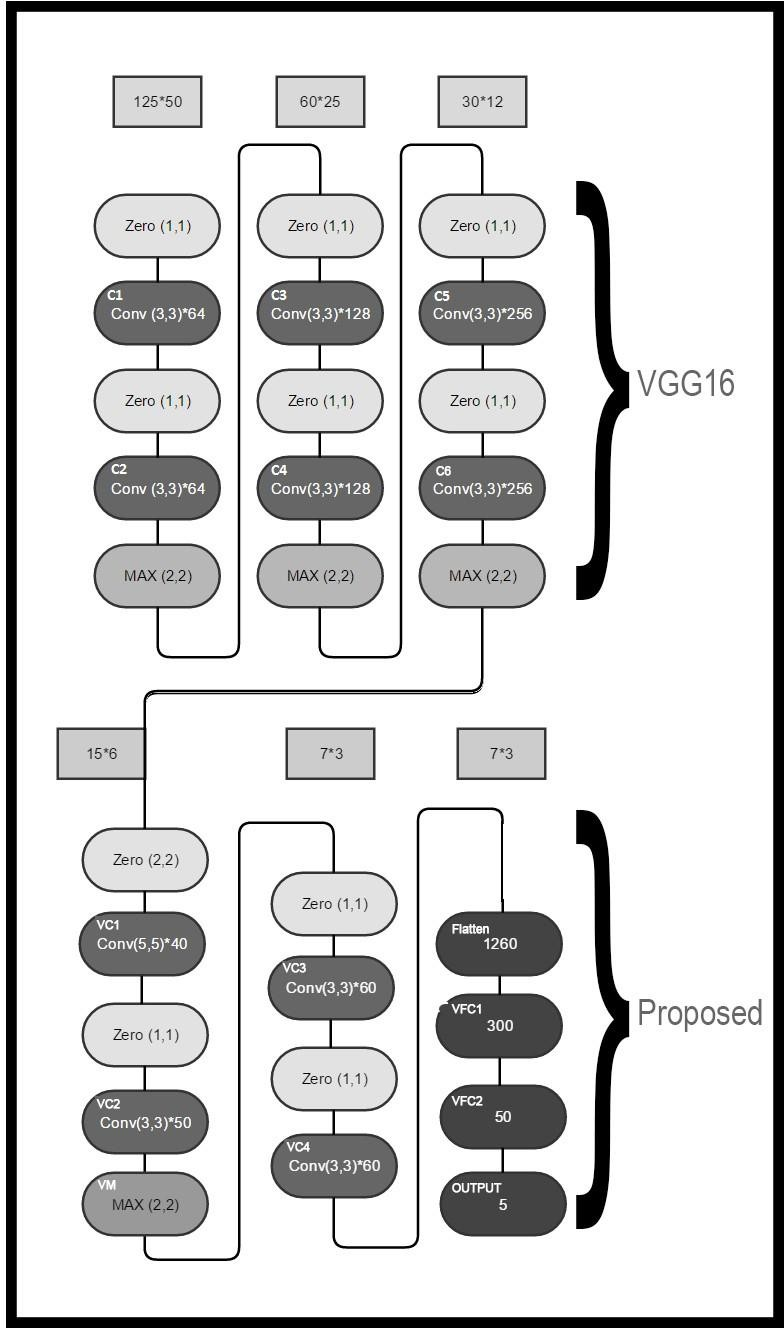 125*50
60*25
30*12
Zero (1,1)
C1
Conv (3,3)*64
Zero (1,1)
C2
Conv (3,3)*64
MAX (2,2)
Zero (1,1)
C3
Conv(3,3)*128
Zero (1,1)
C4
Conv(3,3)*128
MAX (2,2)
Zero (1,1)
C5
Conv(3,3)*256
Zero (1,1)
C6
Conv(3,3)*256
MAX (2,2)
VGG16
15*6
7*3
7*3
Zero (2,2)
VC1
Conv(5,5)*40
Zero (1,1)
VC2
Conv(3,3)*50
VM
MAX (2,2)
Zero (1,1)
VC3
Conv(3,3)*60
Zero (1,1)
VC4
Conv(3,3)*60
Flatten
1260
VFC1
300
VFC2
50
OUTPUT
5
Proposed